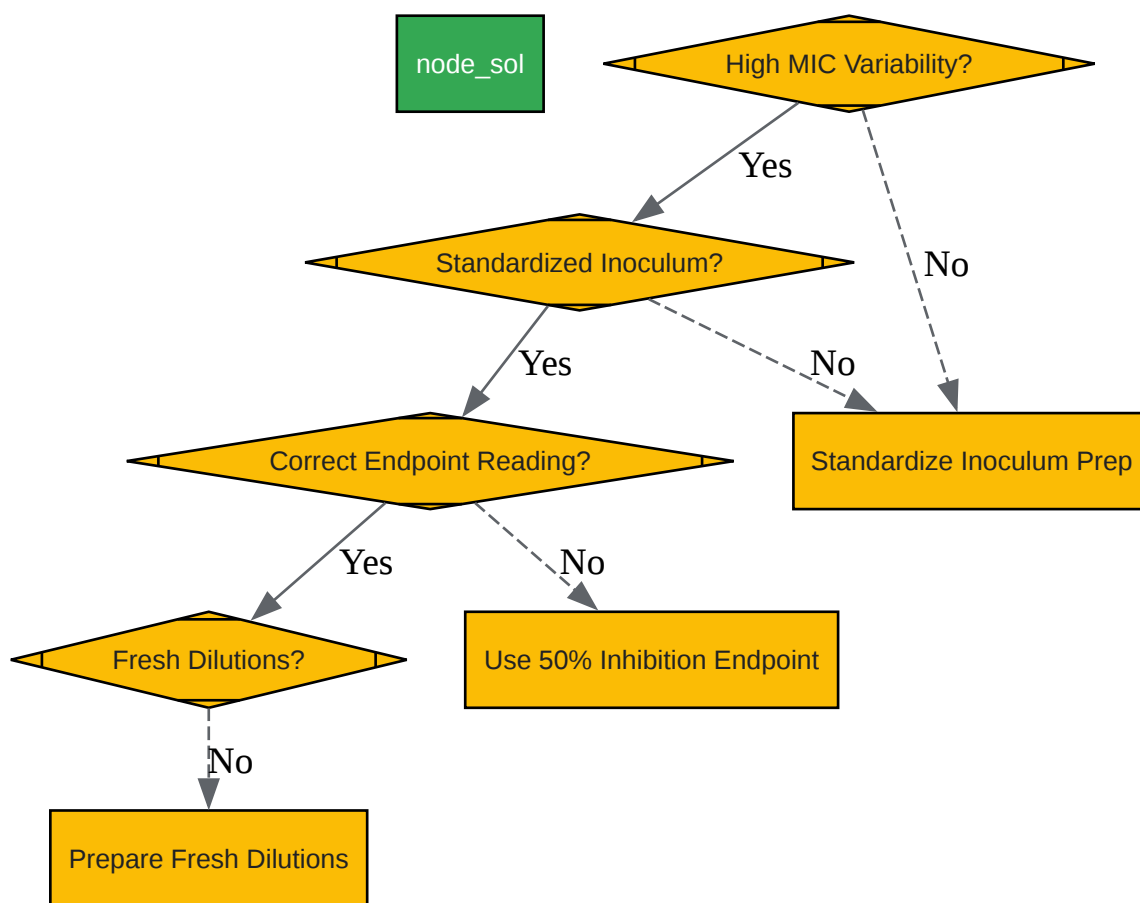 node_sol
High MIC Variability?
Yes
No
Standardized Inoculum?
Yes
No
Correct Endpoint Reading?
Standardize Inoculum Prep
Yes
No
Fresh Dilutions?
Use 50% Inhibition Endpoint
No
Prepare Fresh Dilutions